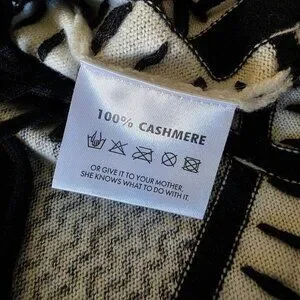 100% CASHMERE
OR GIVE IT TO YOUR MOTHER,
SHE KNOWS WHAT TO DO WITH IT.